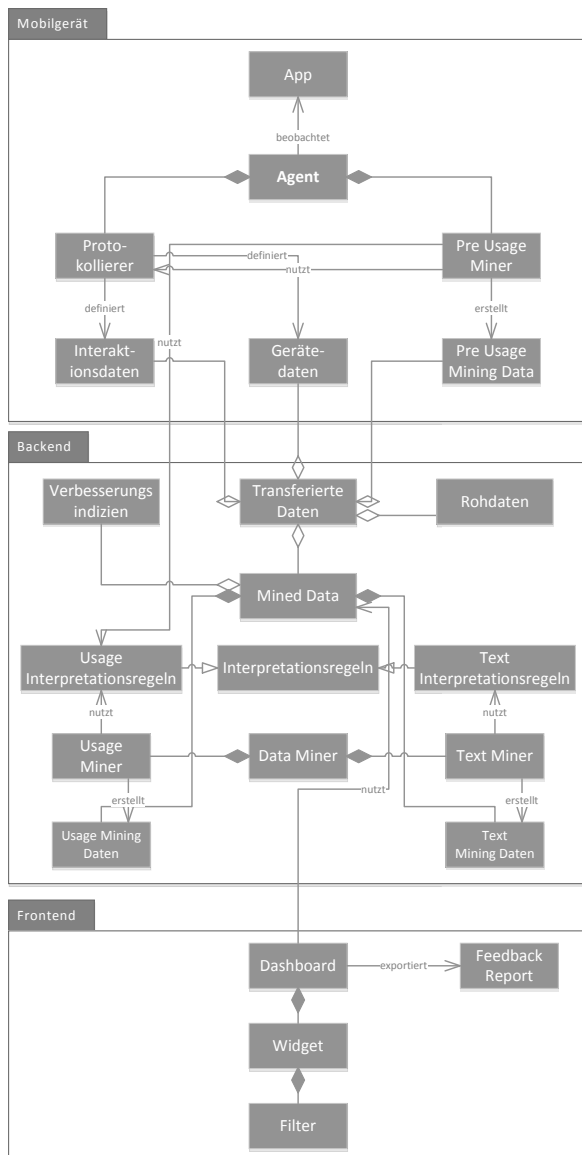 Mobilgerät
App
beobachtet
Agent
Proto-
kollierer
definiert
nutzt
Pre Usage
Miner
definiert
erstellt
nutzt
Interakt-
ionsdaten
Geräte-
daten
Pre Usage
Mining Data
Backend
Verbesserungs
indizien
Transferierte
Daten
Rohdaten
Mined Data
Usage
Interpretationsregeln
Interpretationsregeln
Text
Interpretationsregeln
nutzt
nutzt
Usage
Miner
Data Miner
Text Miner
nutzt
erstellt
erstellt
Usage Mining
Daten
Text
Mining Daten
Frontend
Dashboard
exportiert
Feedback
Report
Widget
Filter